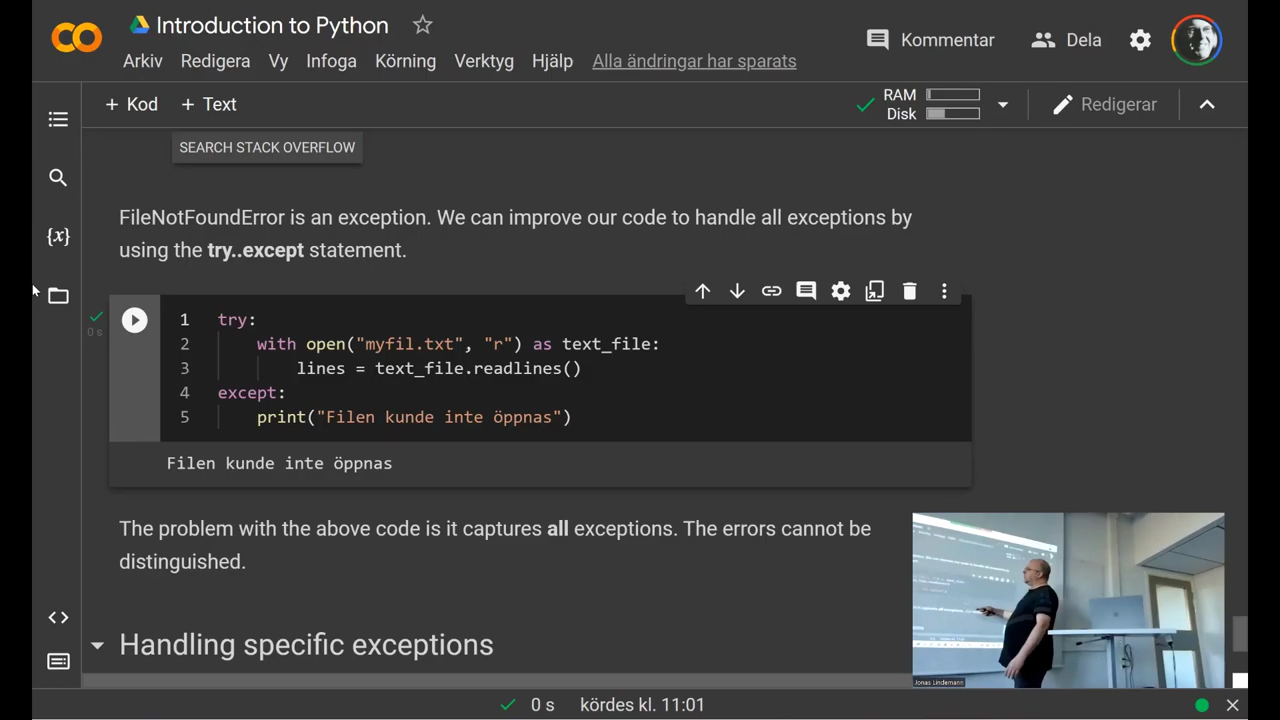 Introduction to Python
Arkiv Redigera Vy Infoga Körning Verktyg Hjälp Alla ändringar har sparats
Kommentar Dela
+ Kod + Text
RAM
Disk
Redigerar
SEARCH STACK OVERFLOW
FileNotFoundError is an exception. We can improve our code to handle all exceptions by
using the try..except statement.
0 s
1 try:
2 with open("myfil.txt", "r") as text_file:
3 lines = text_file.readlines()
4 except:
5 print("Filen kunde inte öppnas")
Filen kunde inte öppnas
The problem with the above code is it captures all exceptions. The errors cannot be
distinguished.
Handling specific exceptions
Jonas Lindemann
0 s kördes kl. 11:01